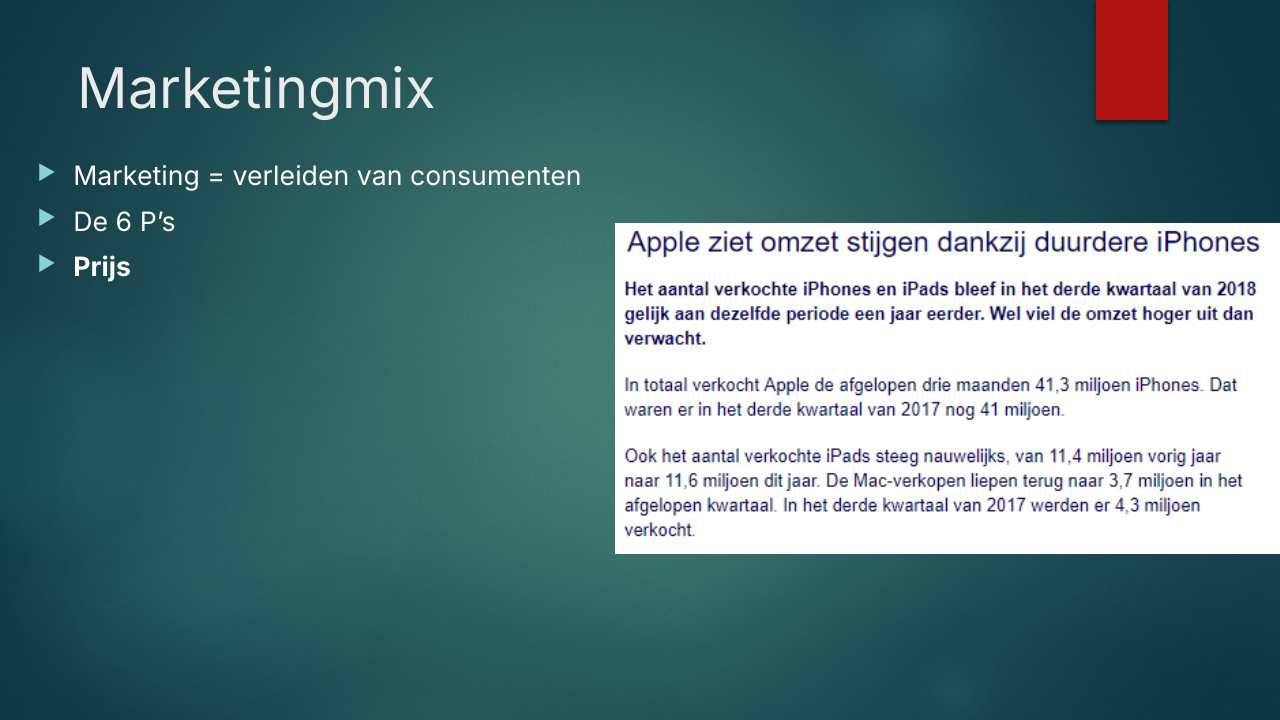 Marketingmix
Marketing = verleiden van consumenten
De 6 P’s
Prijs
Apple ziet omzet stijgen dankzij duurdere iPhones
Het aantal verkochte iPhones en iPads bleef in het derde kwartaal van 2018
gelijk aan dezelfde periode een jaar eerder. Wel viel de omzet hoger uit dan
verwacht.
In totaal verkocht Apple de afgelopen drie maanden 41,3 miljoen iPhones. Dat
waren er in het derde kwartaal van 2017 nog 41 miljoen.
Ook het aantal verkochte iPads steeg nauwelijks, van 11,4 miljoen vorig jaar
naar 11,6 miljoen dit jaar. De Mac-verkopen liepen terug naar 3,7 miljoen in het
afgelopen kwartaal. In het derde kwartaal van 2017 werden er 4,3 miljoen
verkocht.